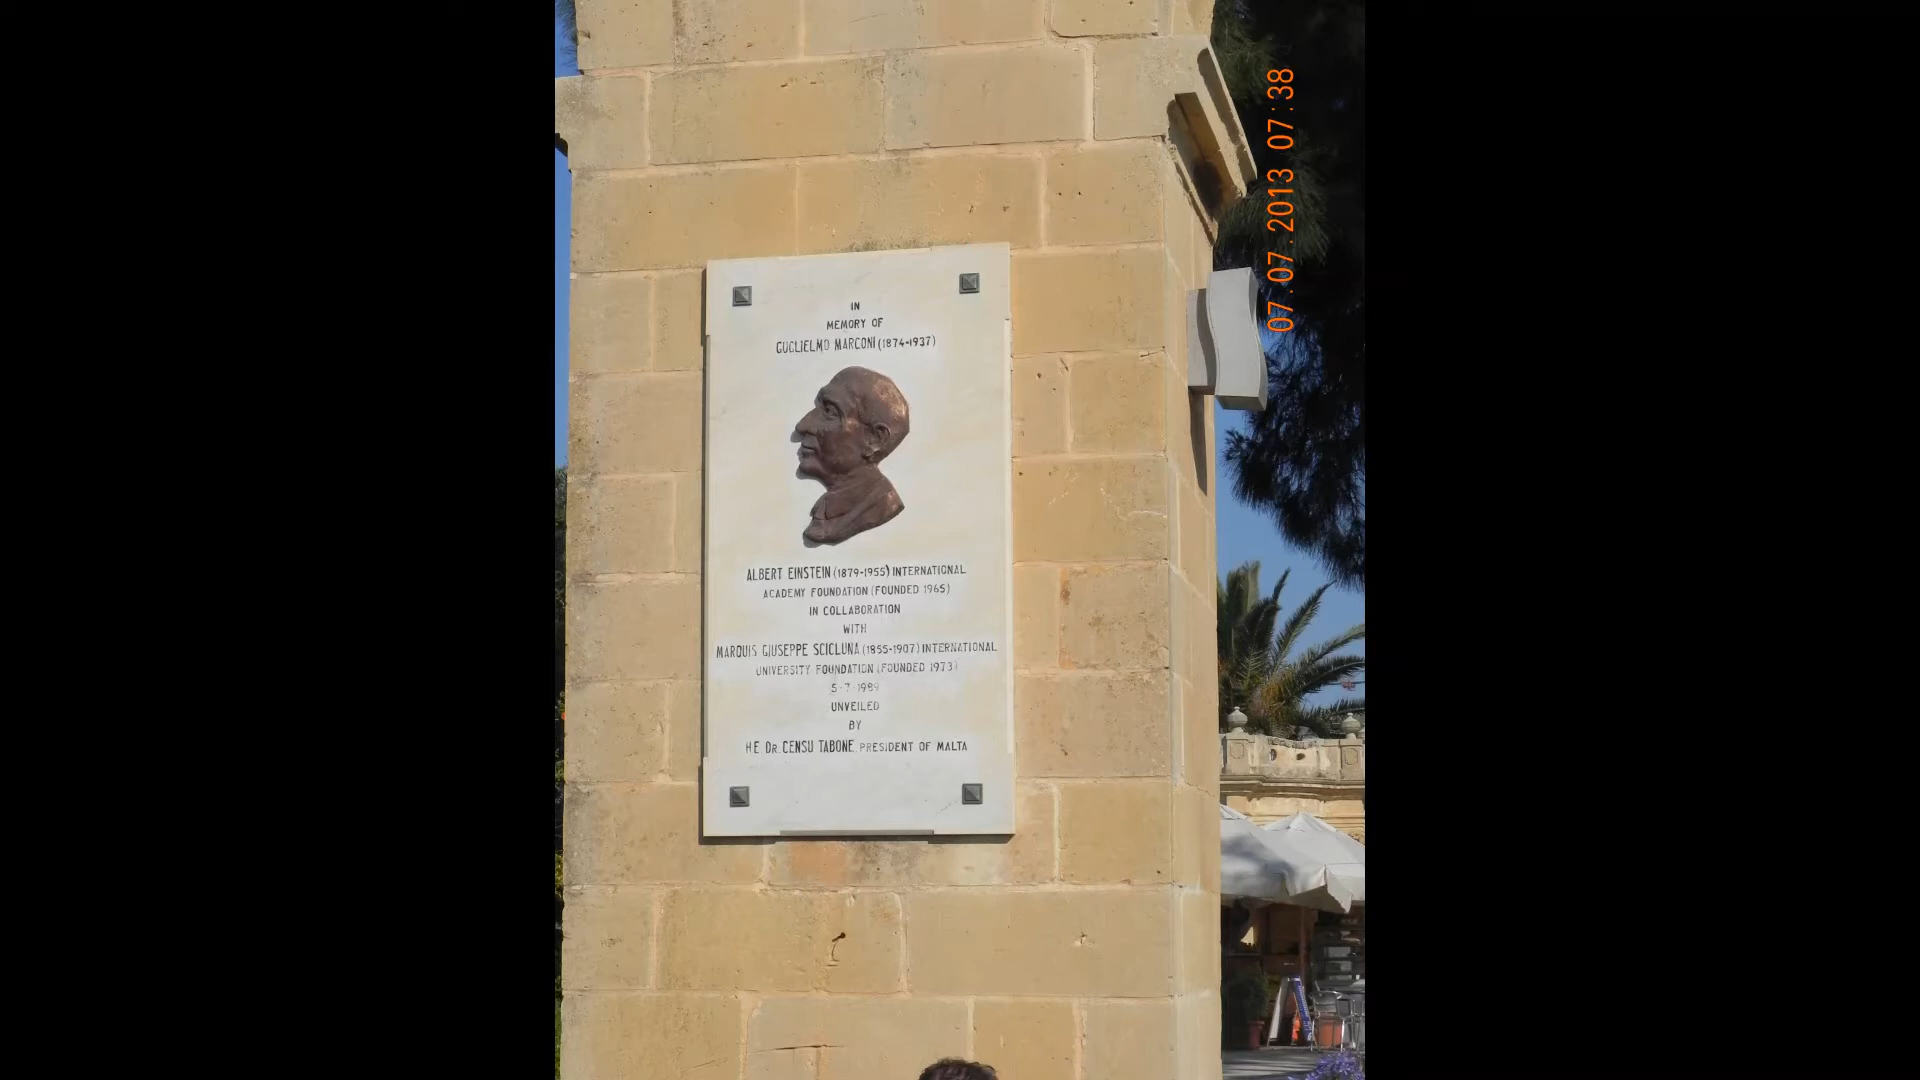 IN
MEMORY OF
GUGLIELMO MARCONI (1874-1937)
ALBERT EINSTEIN (1879-1955) INTERNATIONAL
ACADEMY FOUNDATION (FOUNDED 1965)
IN COLLABORATION
WITH
MARQUIS GIUSEPPE SCICLUNA (1855-1907) INTERNATIONAL
UNIVERSITY FOUNDATION (FOUNDED 1973)
5-7-1989
UNVEILED
BY
H E DR. CENSU TABONE, PRESIDENT OF MALTA
07.07.2013 07:38